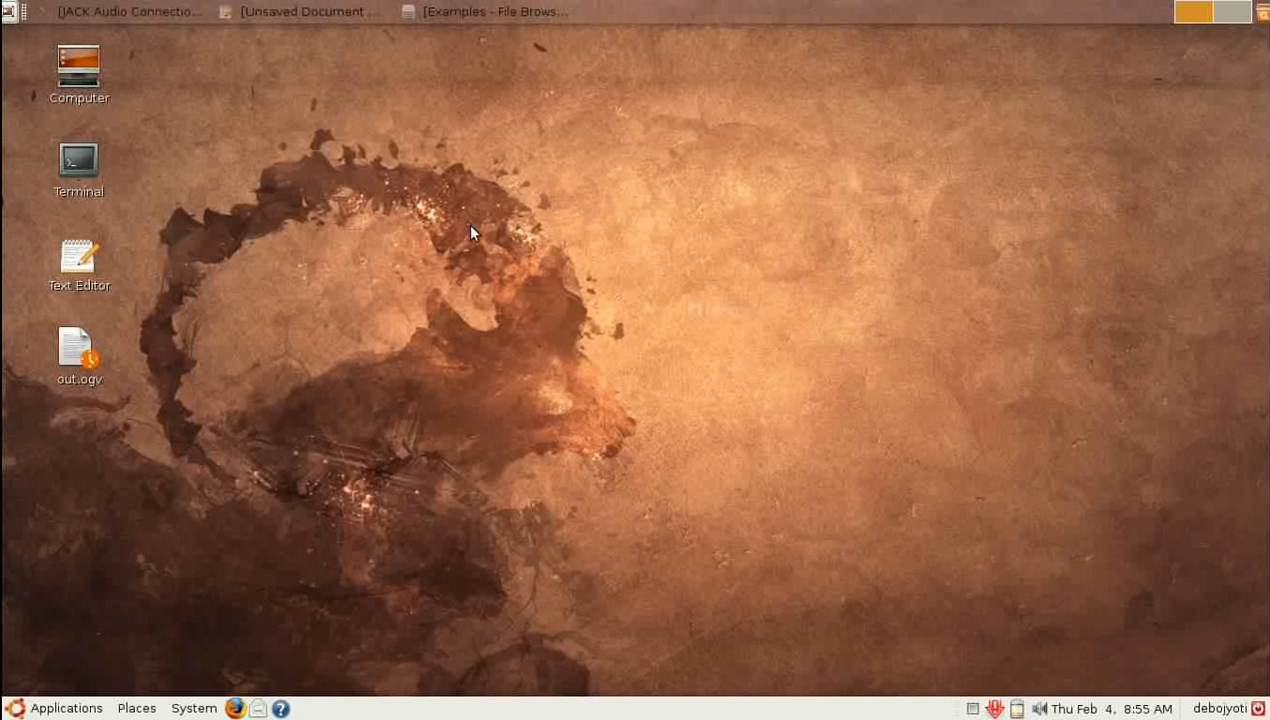 [JACK Audio Connectio... [Unsaved Document ... [Examples - File Brows...
Computer
Terminal
Text Editor
out.ogv
Applications Places System Thu Feb 4, 8:55 AM debojyoti